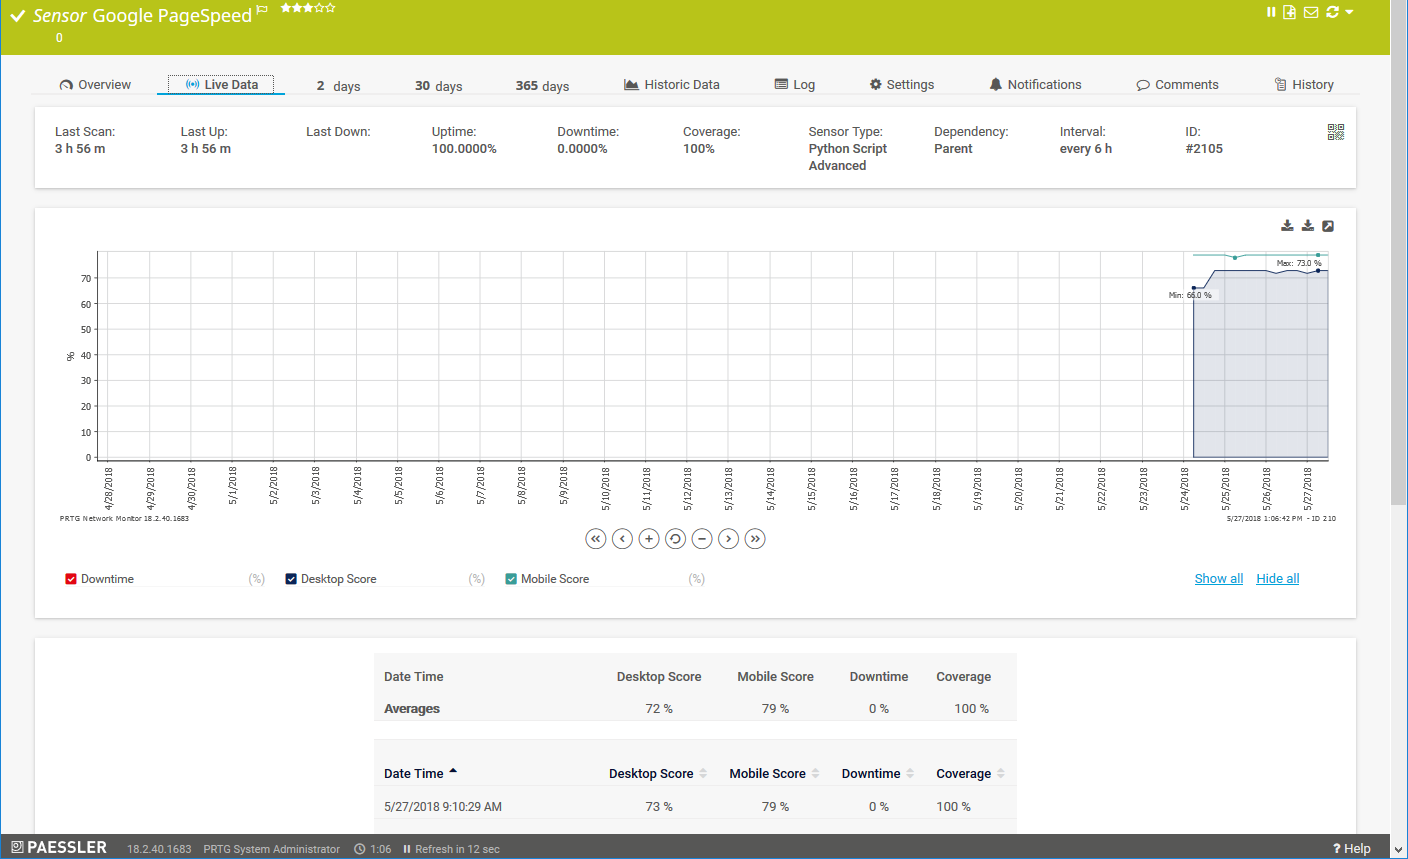 Sensor Google PageSpeed
0
Overview Live Data 2 days 30 days 365 days Historic Data Log Settings Notifications Comments History
Last Scan: Last Up: Last Down: Uptime: Downtime: Coverage: Sensor Type: Dependency: Interval: ID:
3 h 56 m 3 h 56 m 100.0000% 0.0000% 100% Python Script Parent every 6 h #2105
Advanced
Max: 73.0 %
Min: 66.0 %
70
60
50
40
30
20
10
0
%
4/28/2018 4/29/2018 4/30/2018 5/1/2018 5/2/2018 5/3/2018 5/4/2018 5/5/2018 5/6/2018 5/7/2018 5/8/2018 5/9/2018 5/10/2018 5/11/2018 5/12/2018 5/13/2018 5/14/2018 5/15/2018 5/16/2018 5/17/2018 5/18/2018 5/19/2018 5/20/2018 5/21/2018 5/22/2018 5/23/2018 5/24/2018 5/25/2018 5/26/2018 5/27/2018
PRTG Network Monitor 18.2.40.1683 5/27/2018 1:06:42 PM - ID 210
Downtime (%) Desktop Score (%) Mobile Score (%) Show all Hide all
Date Time Desktop Score Mobile Score Downtime Coverage
Averages 72 % 79 % 0 % 100 %
Date Time Desktop Score Mobile Score Downtime Coverage
5/27/2018 9:10:29 AM 73 % 79 % 0 % 100 %
PAESSLER 18.2.40.1683 PRTG System Administrator 1:06 Refresh in 12 sec ? Help